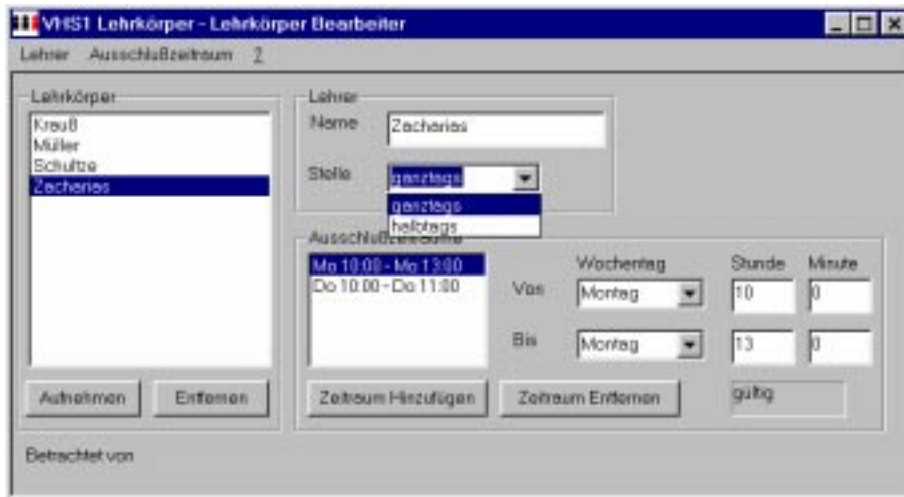 VHS1 Lehrkörper - Lehrkörper Bearbeiter
Lehrer Ausschlußzeitraum ?
Lehrkörper
Krauß
Müller
Schultze
Zacharias
Aufnehmen Entfernen
Lehrer
Name Zacharias
Stelle ganztags
ganztags
halbtags
Ausschlußzeiträume
Mo 10:00 - Mo 13:00
Do 10:00 - Do 11:00
Wochentag Stunde Minute
Von Montag 10 0
Bis Montag 13 0
Zeitraum Hinzufügen Zeitraum Entfernen gültig
Betrachtet von